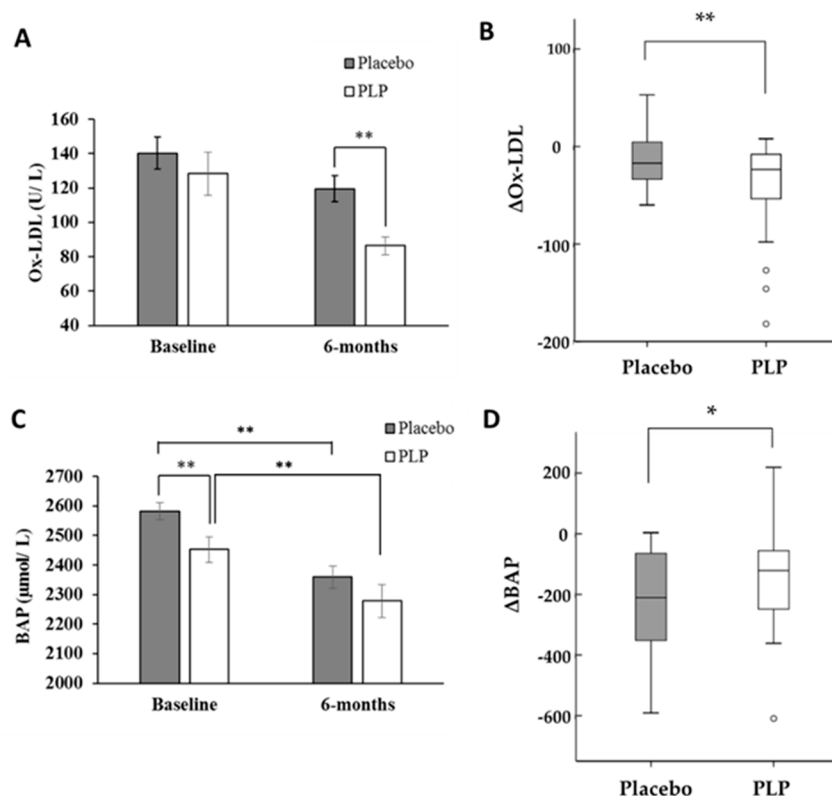 A
Placebo
PLP
**
Ox-LDL (U/ L)
160
140
120
100
80
60
40
Baseline
6-months
B
**
ΔOx-LDL
100
0
-100
-200
Placebo
PLP
C
Placebo
PLP
**
**
**
BAP (μmol/ L)
2700
2600
2500
2400
2300
2200
2100
2000
Baseline
6-months
D
*
ΔBAP
200
0
-200
-400
-600
Placebo
PLP